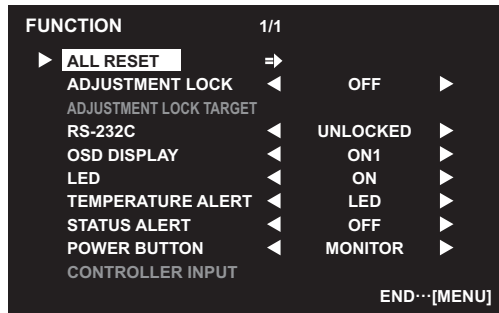 FUNCTION 1/1
ALL RESET
ADJUSTMENT LOCK OFF
ADJUSTMENT LOCK TARGET
RS-232C UNLOCKED
OSD DISPLAY ON1
LED ON
TEMPERATURE ALERT LED
STATUS ALERT OFF
POWER BUTTON MONITOR
CONTROLLER INPUT
END···[MENU]